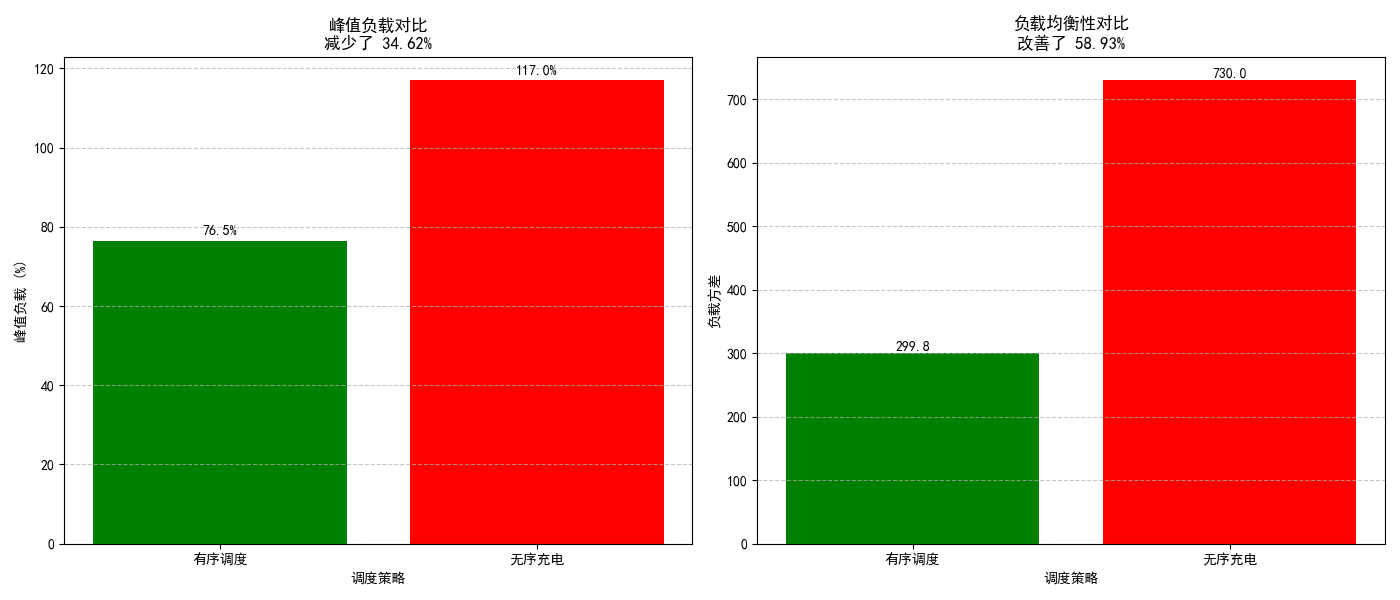 峰值负载对比
减少了 34.62%
峰值负载 (%)
120
100
80
60
40
20
0
76.5%
117.0%
有序调度
无序充电
调度策略
负载均衡性对比
改善了 58.93%
负载方差
700
600
500
400
300
200
100
0
299.8
730.0
有序调度
无序充电
调度策略